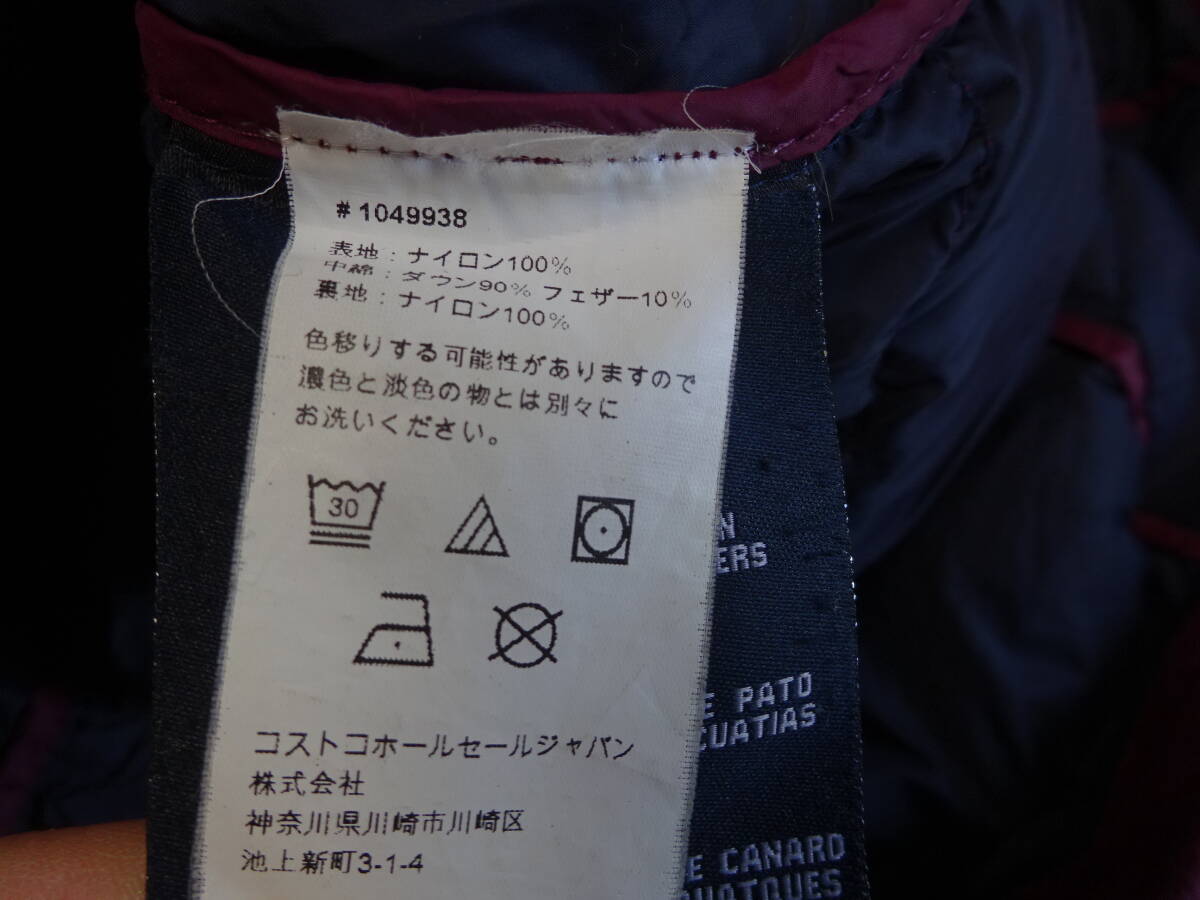 #1049938
表地：ナイロン100%
中綿：ダウン90% フェザー10%
裏地：ナイロン100%
色移りする可能性がありますので
濃色と淡色の物とは別々に
お洗いください。
30
コストコホールセールジャパン
株式会社
神奈川県川崎市川崎区
池上新町3-1-4
N
ERS
E PATO
CUATIAS
E CANARD